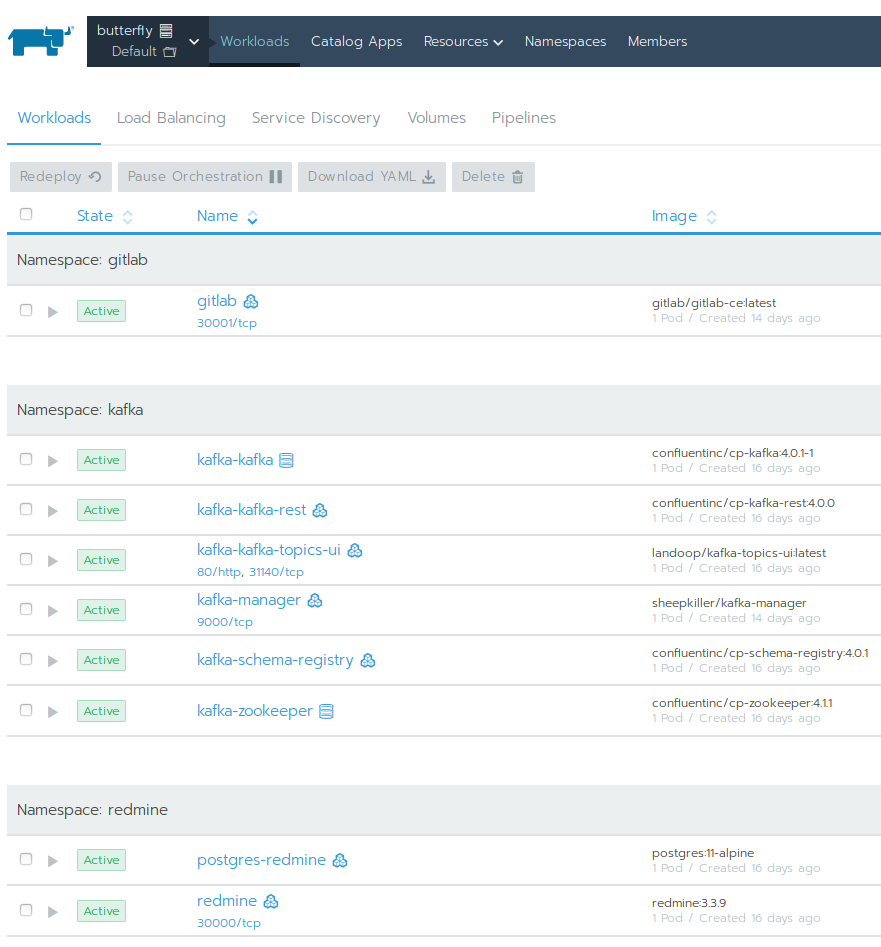 butterfly
Default
Workloads Catalog Apps Resources Namespaces Members
Workloads Load Balancing Service Discovery Volumes Pipelines
Redeploy Pause Orchestration Download YAML Delete
State Name Image
Namespace: gitlab
Active gitlab gitlab/gitlab-ce:latest
30001/tcp 1 Pod / Created 14 days ago
Namespace: kafka
Active kafka-kafka confluentinc/cp-kafka:4.0.1-1
1 Pod / Created 16 days ago
Active kafka-kafka-rest confluentinc/cp-kafka-rest:4.0.0
1 Pod / Created 16 days ago
Active kafka-kafka-topics-ui landoop/kafka-topics-ui:latest
80/http, 31140/tcp 1 Pod / Created 16 days ago
Active kafka-manager sheepkiller/kafka-manager
9000/tcp 1 Pod / Created 14 days ago
Active kafka-schema-registry confluentinc/cp-schema-registry:4.0.1
1 Pod / Created 16 days ago
Active kafka-zookeeper confluentinc/cp-zookeeper:4.1.1
1 Pod / Created 16 days ago
Namespace: redmine
Active postgres-redmine postgres:11-alpine
1 Pod / Created 16 days ago
Active redmine redmine:3.3.9
30000/tcp 1 Pod / Created 16 days ago